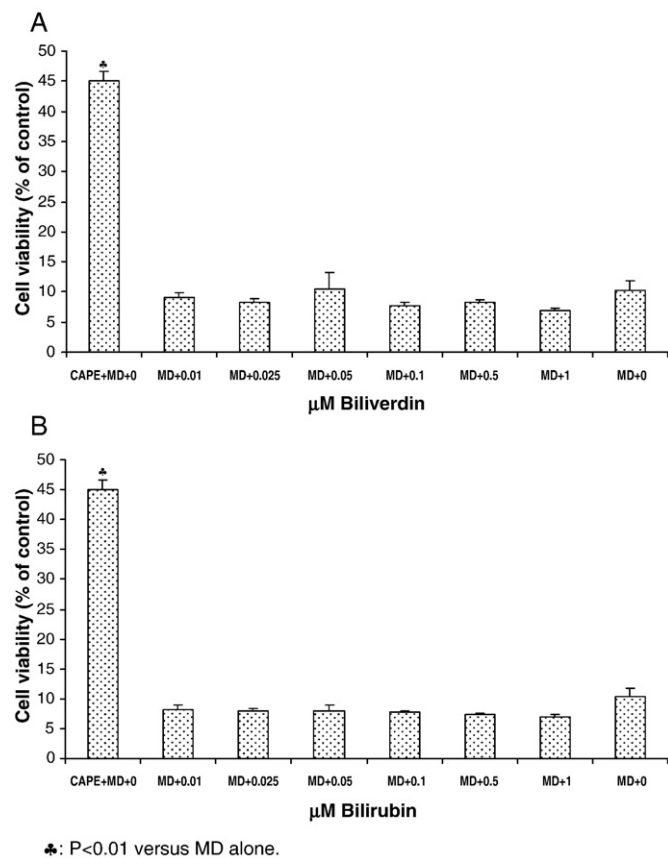 A
50
45
40
35
30
25
20
15
10
5
0
Cell viability (% of control)
♣
CAPE+MD+0 MD+0.01 MD+0.025 MD+0.05 MD+0.1 MD+0.5 MD+1 MD+0
μM Biliverdin
B
50
45
40
35
30
25
20
15
10
5
0
Cell viability (% of control)
♣
CAPE+MD+0 MD+0.01 MD+0.025 MD+0.05 MD+0.1 MD+0.5 MD+1 MD+0
μM Bilirubin
♣: P<0.01 versus MD alone.